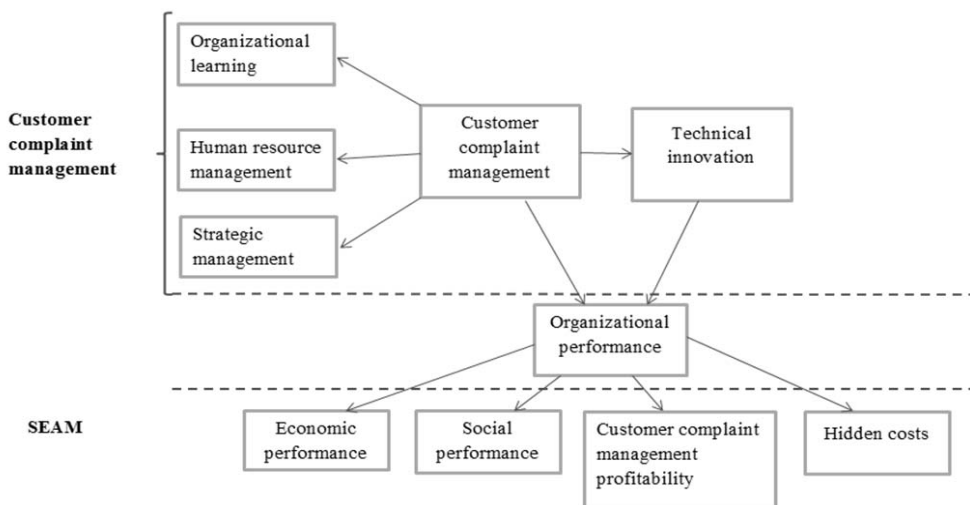 Organizational
learning
Customer
complaint
management
Human resource
management
Strategic
management
Customer
complaint
management
Technical
innovation
Organizational
performance
SEAM
Economic
performance
Social
performance
Customer complaint
management
profitability
Hidden costs